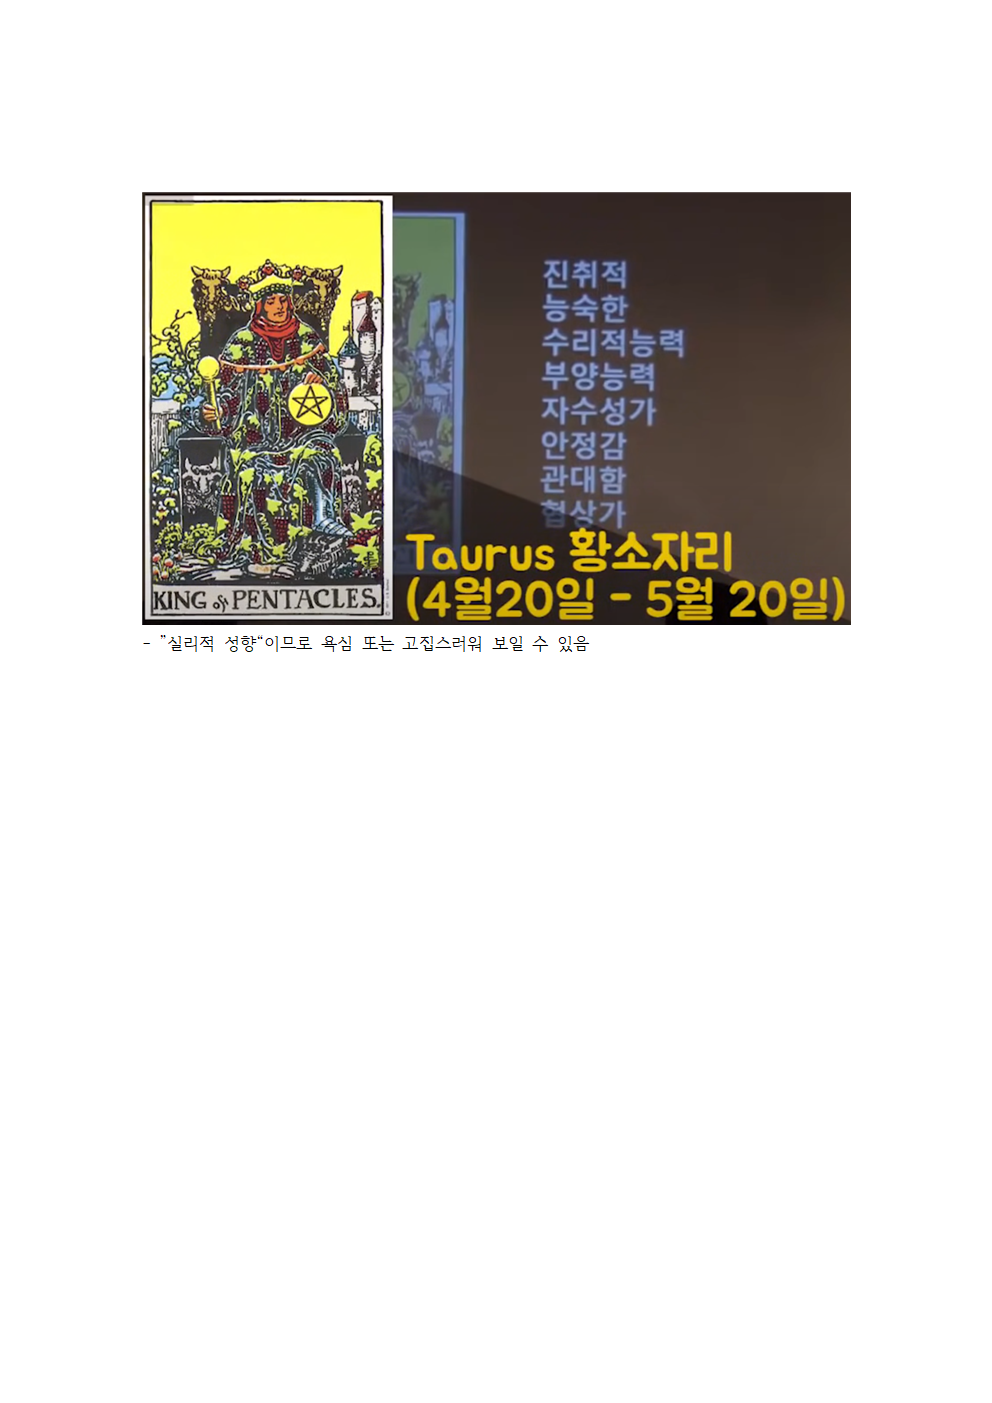 진취적
능숙한
수리적능력
부양능력
자수성가
안정감
관대함
협상가
Taurus 황소자리
(4월20일 - 5월 20일)
KING of PENTACLES.
- ”실리적 성향“이므로 욕심 또는 고집스러워 보일 수 있음